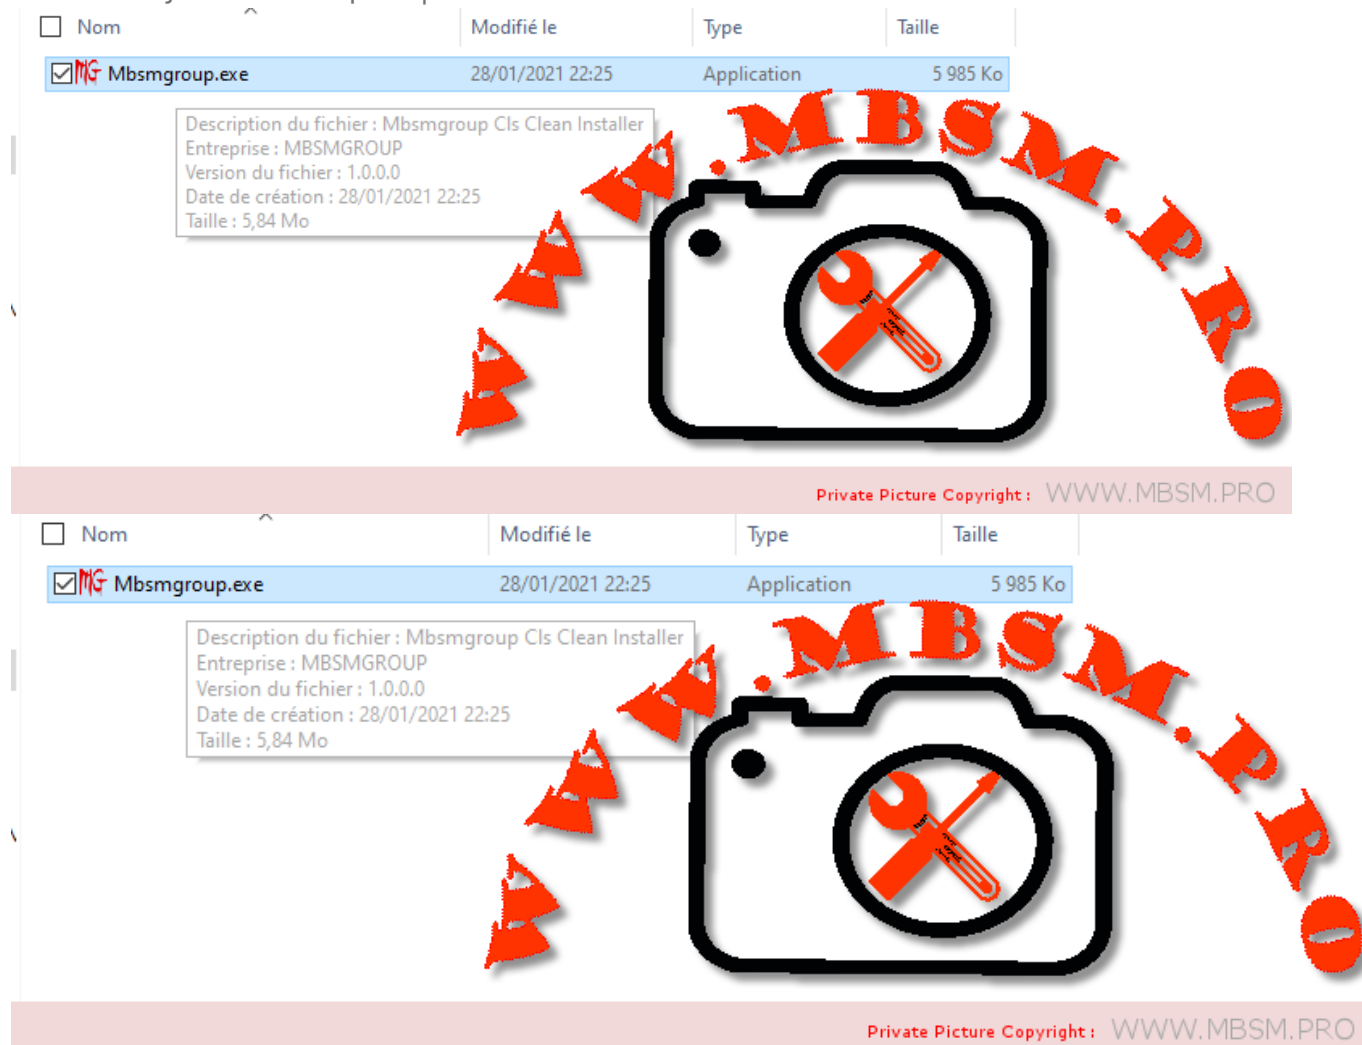 Nom Modifié le Type Taille
MG Mbsmgroup.exe 28/01/2021 22:25 Application 5 985 Ko
Description du fichier : Mbsmgroup Cls Clean Installer
Entreprise : MBSMGROUP
Version du fichier : 1.0.0.0
Date de création : 28/01/2021 22:25
Taille : 5,84 Mo
WWW.MBSM.PRO
Private Picture Copyright : WWW.MBSM.PRO
Nom Modifié le Type Taille
MG Mbsmgroup.exe 28/01/2021 22:25 Application 5 985 Ko
Description du fichier : Mbsmgroup Cls Clean Installer
Entreprise : MBSMGROUP
Version du fichier : 1.0.0.0
Date de création : 28/01/2021 22:25
Taille : 5,84 Mo
WWW.MBSM.PRO
Private Picture Copyright : WWW.MBSM.PRO